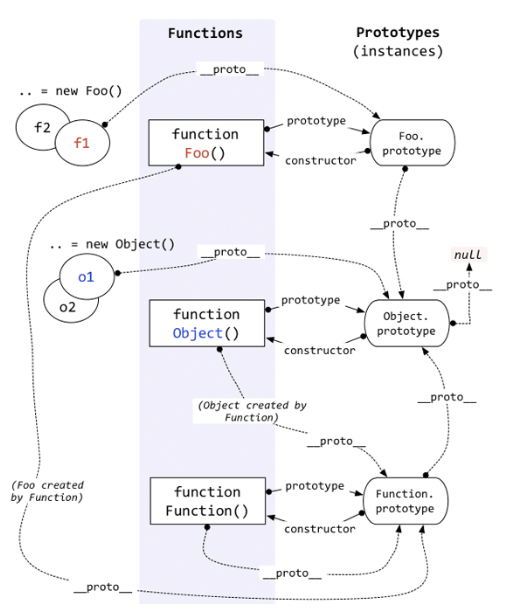 Functions
Prototypes
(instances)
__proto__
.. = new Foo()
f2
f1
function
Foo()
prototype
constructor
Foo.
prototype
__proto__
.. = new Object()
__proto__
null
__proto__
o1
o2
function
Object()
prototype
constructor
Object.
prototype
(Object created by
Function)
__proto__
__proto__
(Foo created
by Function)
function
Function()
prototype
constructor
Function.
prototype
__proto__
__proto__